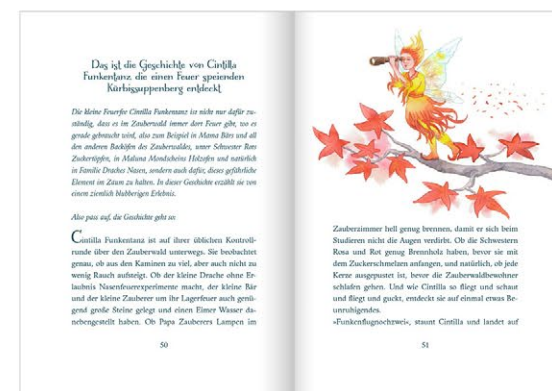 Das ist die Geschichte von Cintilla
Funkentanz, die einen Feuer speienden
Kürbissuppenberg entdeckt
Die kleine Feuerfee Cintilla Funkentanz ist nicht nur dafür zu-
ständig, dass es im Zauberwald immer dort Feuer gibt, wo es
gerade gebraucht wird, also zum Beispiel in Mama Bärs und all
den anderen Backöfen des Zauberwaldes, unter Schwester Rots
Zuckertöpfen, in Maluna Mondscheins Holzofen und natürlich
in Familie Draches Nasen, sondern auch dafür, dieses gefährliche
Element im Zaum zu halten. In dieser Geschichte erzählt sie von
einem ziemlich blubberigen Erlebnis.
Also pass auf, die Geschichte geht so:
Cintilla Funkentanz ist auf ihrer üblichen Kontroll-
runde über den Zauberwald unterwegs. Sie beobachtet
genau, ob aus den Kaminen zu viel, aber auch nicht zu
wenig Rauch aufsteigt. Ob der kleine Drache ohne Er-
laubnis Nasenfeuerexperimente macht, der kleine Bär
und der kleine Zauberer um ihr Lagerfeuer auch genü-
gend große Steine gelegt und einen Eimer Wasser da-
nebengestellt haben. Ob Papa Zauberers Lampen im
50
Zauberzimmer hell genug brennen, damit er sich beim
Studieren nicht die Augen verdirbt. Ob die Schwestern
Rosa und Rot genug Brennholz haben, bevor sie mit
dem Zuckerschmelzen anfangen, und natürlich, ob jede
Kerze ausgepustet ist, bevor die Zauberwaldbewohner
schlafen gehen. Und wie Cintilla so fliegt und schaut
und fliegt und guckt, entdeckt sie auf einmal etwas Be-
unruhigendes.
»Funkenflugnochzwei«, staunt Cintilla und landet auf
51